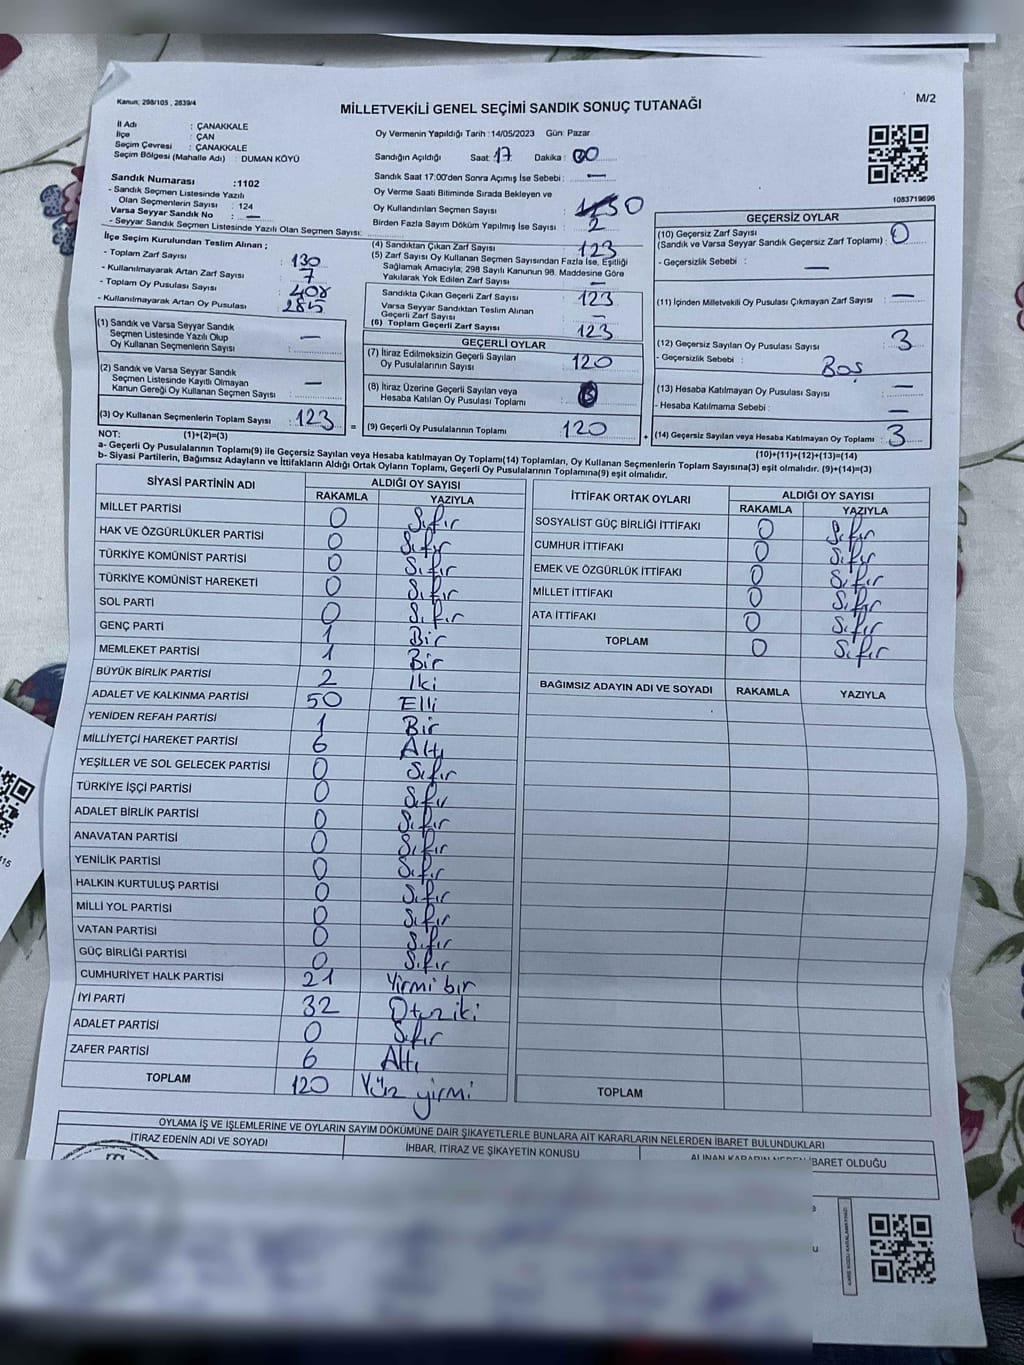 Kanun: 298/105 , 2839/4
M/2
MİLLETVEKİLİ GENEL SEÇİMİ SANDIK SONUÇ TUTANAĞI
İl Adı : ÇANAKKALE
İlçe : ÇAN
Seçim Çevresi : ÇANAKKALE
Seçim Bölgesi (Mahalle Adı) : DUMAN KÖYÜ
Sandık Numarası :1102
- Sandık Seçmen Listesinde Yazılı
Olan Seçmenlerin Sayısı : 124
Varsa Seyyar Sandık No : —
- Seyyar Sandık Seçmen Listesinde Yazılı Olan Seçmen Sayısı:
Oy Vermenin Yapıldığı Tarih :14/05/2023 Gün: Pazar
Sandığın Açıldığı Saat: 17 Dakika : 00
Sandık Saat 17:00'den Sonra Açımış İse Sebebi : —
Oy Verme Saati Bitiminde Sırada Bekleyen ve
Oy Kullandırılan Seçmen Sayısı : 0
Birden Fazla Sayım Döküm Yapılmış İse Sayısı : 2
1083719696
İlçe Seçim Kurulundan Teslim Alınan ;
- Toplam Zarf Sayısı : 130
- Kullanılmayarak Artan Zarf Sayısı : 7
- Toplam Oy Pusulası Sayısı : 408
- Kullanılmayarak Artan Oy Pusulası : 285
(1) Sandık ve Varsa Seyyar Sandık
Seçmen Listesinde Yazılı Olup
Oy Kullanan Seçmenlerin Sayısı : —
(2) Sandık ve Varsa Seyyar Sandık
Seçmen Listesinde Kayıtlı Olmayan
Kanun Gereği Oy Kullanan Seçmen Sayısı : —
(3) Oy Kullanan Seçmenlerin Toplam Sayısı : 123
(1)+(2)=(3)
(4) Sandıktan Çıkan Zarf Sayısı : 123
(5) Zarf Sayısı Oy Kullanan Seçmen Sayısından Fazla İse, Eşitliği
Sağlamak Amacıyla; 298 Sayılı Kanunun 98. Maddesine Göre
Yakılarak Yok Edilen Zarf Sayısı : —
Sandıkta Çıkan Geçerli Zarf Sayısı : 123
Varsa Seyyar Sandıktan Teslim Alınan
Geçerli Zarf Sayısı : —
(6) Toplam Geçerli Zarf Sayısı : 123
GEÇERLİ OYLAR
(7) İtiraz Edilmeksizin Geçerli Sayılan
Oy Pusulalarının Sayısı : 120
(8) İtiraz Üzerine Geçerli Sayılan veya
Hesaba Katılan Oy Pusulası Toplamı :
= (9) Geçerli Oy Pusulalarının Toplamı : 120
GEÇERSİZ OYLAR
(10) Geçersiz Zarf Sayısı
(Sandık ve Varsa Seyyar Sandık Geçersiz Zarf Toplamı) : 0
- Geçersizlik Sebebi : —
(11) İçinden Milletvekili Oy Pusulası Çıkmayan Zarf Sayısı : —
(12) Geçersiz Sayılan Oy Pusulası Sayısı : 3
- Geçersizlik Sebebi : Boş
(13) Hesaba Katılmayan Oy Pusulası Sayısı : —
- Hesaba Katılmama Sebebi : —
+ (14) Geçersiz Sayılan veya Hesaba Katılmayan Oy Toplamı : 3
(10)+(11)+(12)+(13)=(14)
NOT:
a- Geçerli Oy Pusulalarının Toplamı(9) ile Geçersiz Sayılan veya Hesaba katılmayan Oy Toplamı(14) Toplamları, Oy Kullanan Seçmenlerin Toplam Sayısına(3) eşit olmalıdır. (9)+(14)=(3)
b- Siyasi Partilerin, Bağımsız Adayların ve İttifakların Aldığı Ortak Oyların Toplamı, Geçerli Oy Pusulalarının Toplamına(9) eşit olmalıdır.
SİYASİ PARTİNİN ADI ALDIĞI OY SAYISI
RAKAMLA YAZIYLA
MİLLET PARTİSİ 0 Sıfır
HAK VE ÖZGÜRLÜKLER PARTİSİ 0 Sıfır
TÜRKİYE KOMÜNİST PARTİSİ 0 Sıfır
TÜRKİYE KOMÜNİST HAREKETİ 0 Sıfır
SOL PARTİ 0 Sıfır
GENÇ PARTİ 1 Bir
MEMLEKET PARTİSİ 1 Bir
BÜYÜK BİRLİK PARTİSİ 2 İki
ADALET VE KALKINMA PARTİSİ 50 Elli
YENİDEN REFAH PARTİSİ 1 Bir
MİLLİYETÇİ HAREKET PARTİSİ 6 Altı
YEŞİLLER VE SOL GELECEK PARTİSİ 0 Sıfır
TÜRKİYE İŞÇİ PARTİSİ 0 Sıfır
ADALET BİRLİK PARTİSİ 0 Sıfır
ANAVATAN PARTİSİ 0 Sıfır
YENİLİK PARTİSİ 0 Sıfır
HALKIN KURTULUŞ PARTİSİ 0 Sıfır
MİLLİ YOL PARTİSİ 0 Sıfır
VATAN PARTİSİ 0 Sıfır
GÜÇ BİRLİĞİ PARTİSİ 0 Sıfır
CUMHURİYET HALK PARTİSİ 21 Yirmi bir
İYİ PARTİ 32 Otuz iki
ADALET PARTİSİ 0 Sıfır
ZAFER PARTİSİ 6 Altı
TOPLAM 120 Yüz yirmi
İTTİFAK ORTAK OYLARI ALDIĞI OY SAYISI
RAKAMLA YAZIYLA
SOSYALİST GÜÇ BİRLİĞİ İTTİFAKI 0 Sıfır
CUMHUR İTTİFAKI 0 Sıfır
EMEK VE ÖZGÜRLÜK İTTİFAKI 0 Sıfır
MİLLET İTTİFAKI 0 Sıfır
ATA İTTİFAKI 0 Sıfır
TOPLAM 0 Sıfır
BAĞIMSIZ ADAYIN ADI VE SOYADI RAKAMLA YAZIYLA
TOPLAM
OYLAMA İŞ VE İŞLEMLERİNE VE OYLARIN SAYIM DÖKÜMÜNE DAİR ŞİKAYETLERLE BUNLARA AİT KARARLARIN NELERDEN İBARET BULUNDUKLARI
İTİRAZ EDENİN ADI VE SOYADI İHBAR, İTİRAZ VE ŞİKAYETİN KONUSU ALINAN KARARIN NEDEN İBARET OLDUĞU